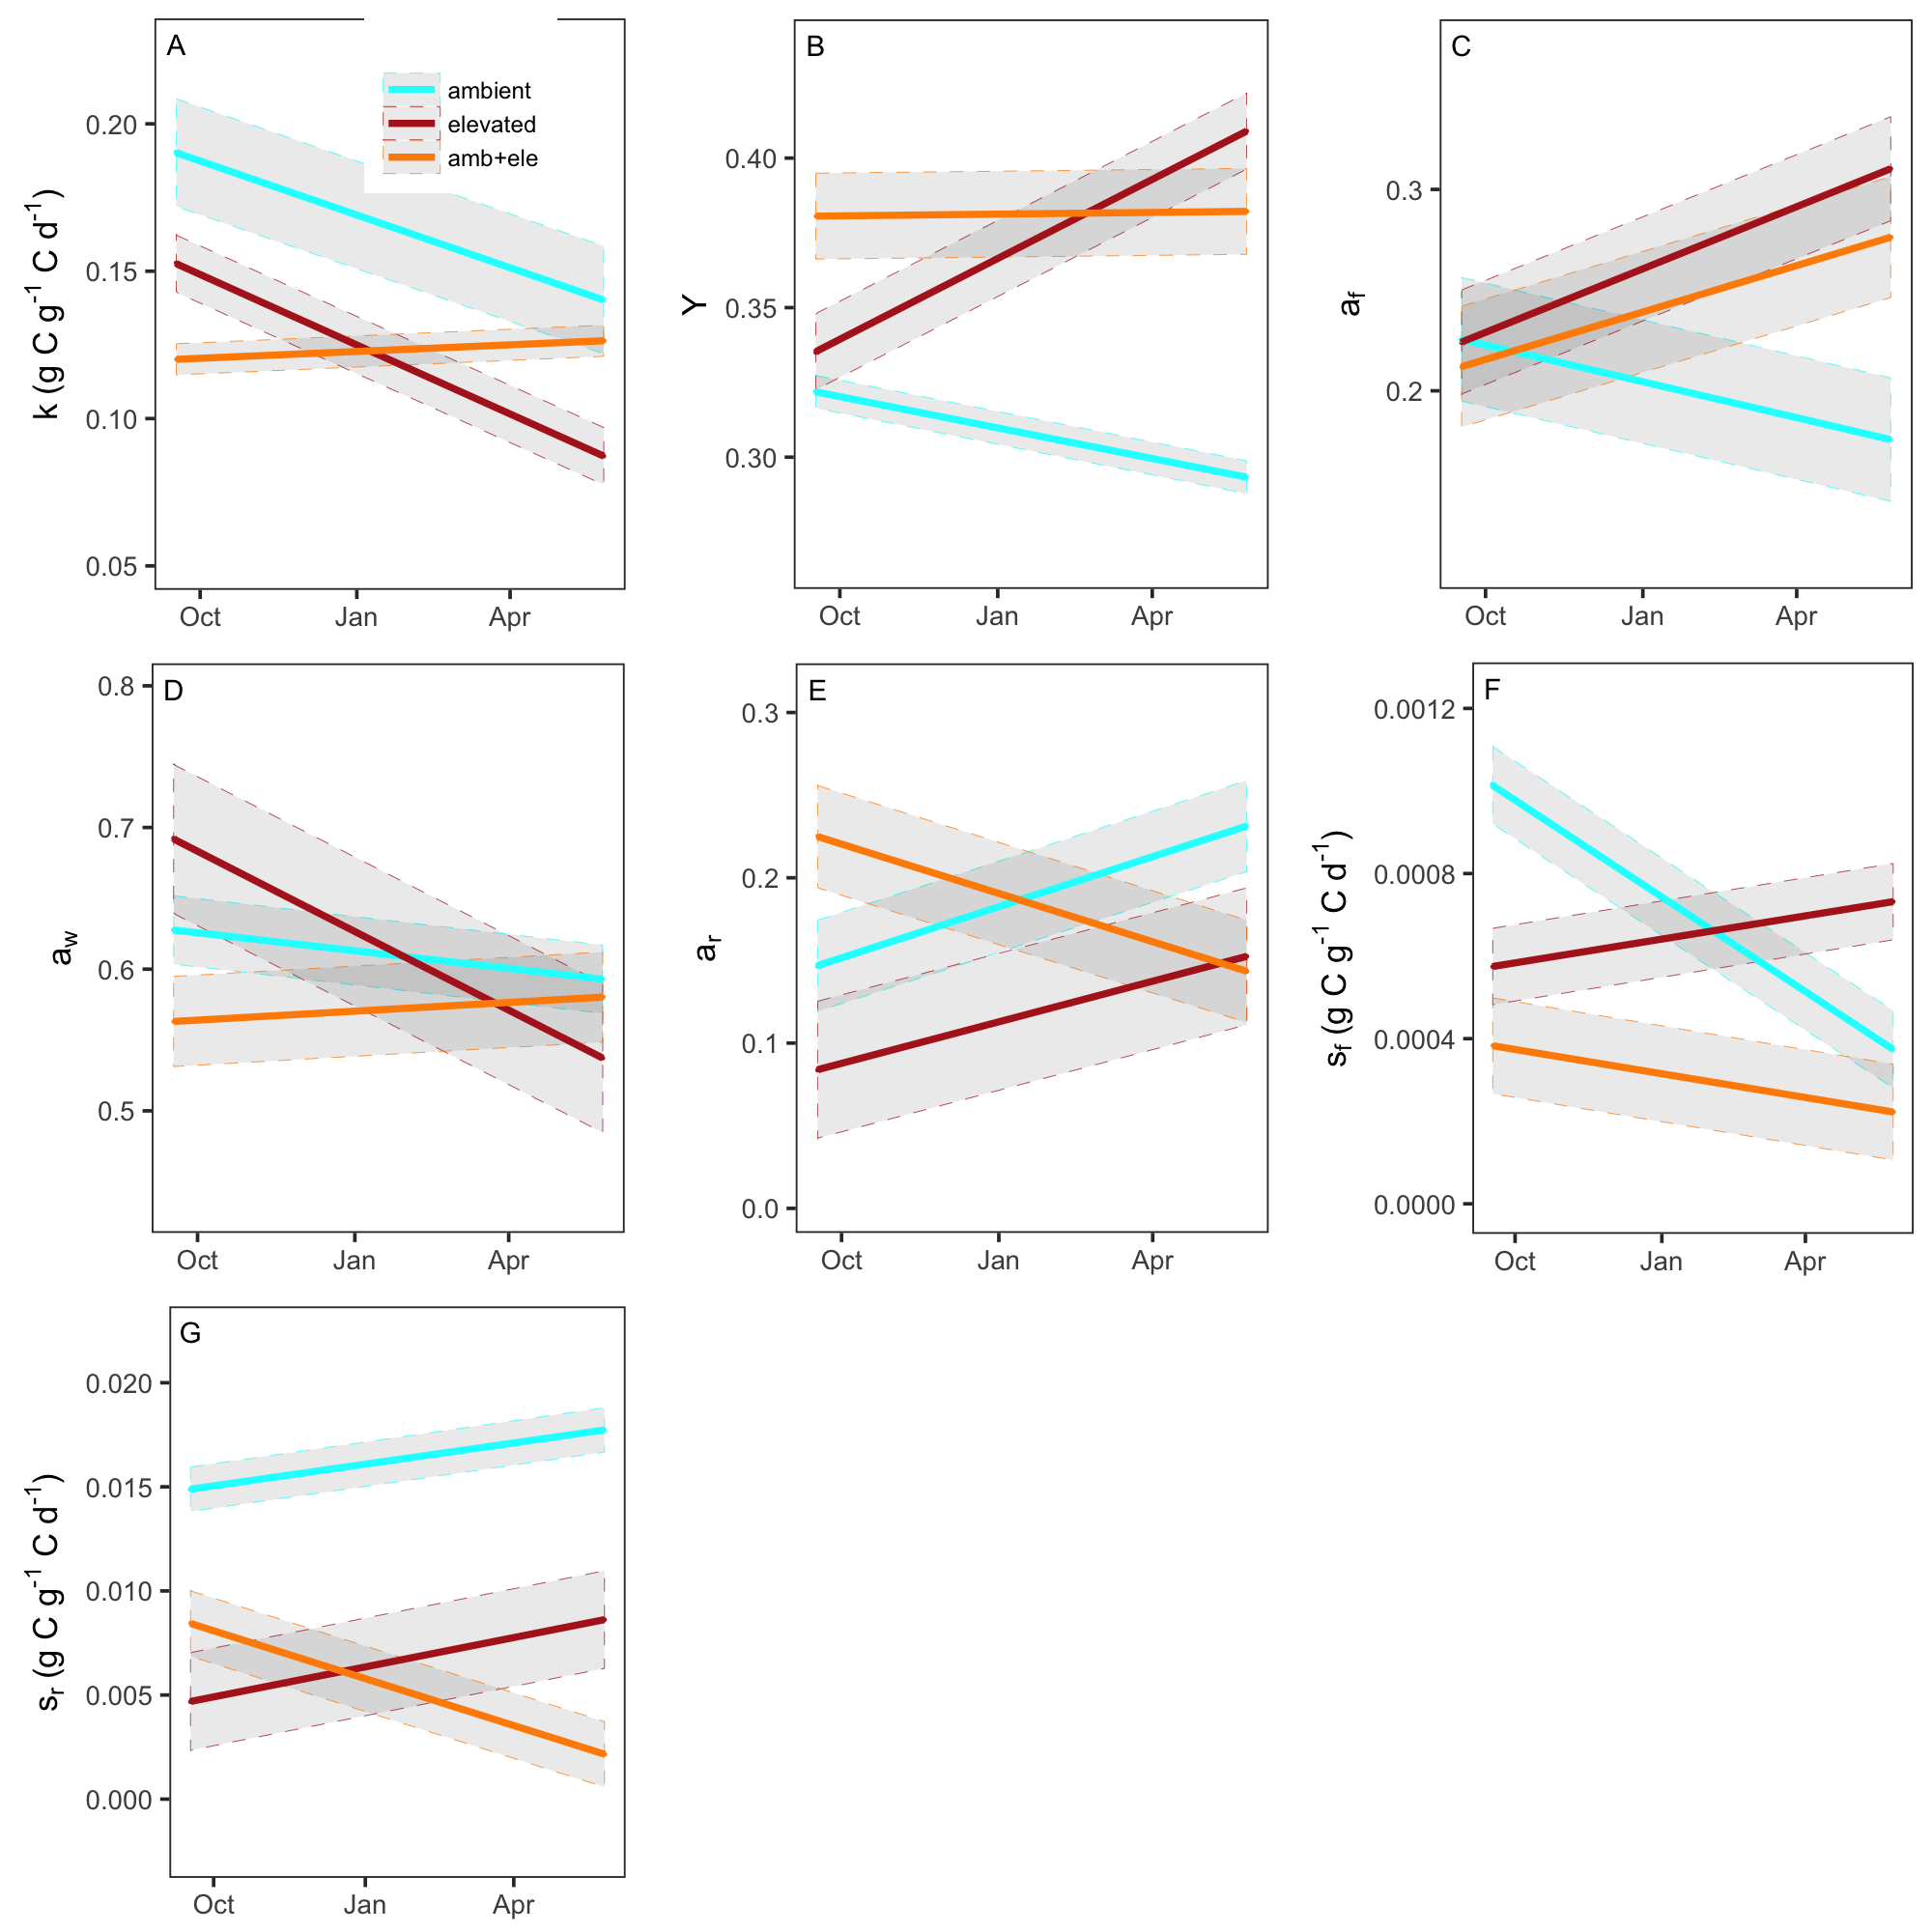 A
ambient
elevated
amb+ele
k (g C g⁻¹ C d⁻¹)
0.20
0.15
0.10
0.05
Oct Jan Apr
B
Y
0.40
0.35
0.30
Oct Jan Apr
C
af
0.3
0.2
Oct Jan Apr
D
aw
0.8
0.7
0.6
0.5
Oct Jan Apr
E
ar
0.3
0.2
0.1
0.0
Oct Jan Apr
F
sf (g C g⁻¹ C d⁻¹)
0.0012
0.0008
0.0004
0.0000
Oct Jan Apr
G
sr (g C g⁻¹ C d⁻¹)
0.020
0.015
0.010
0.005
0.000
Oct Jan Apr